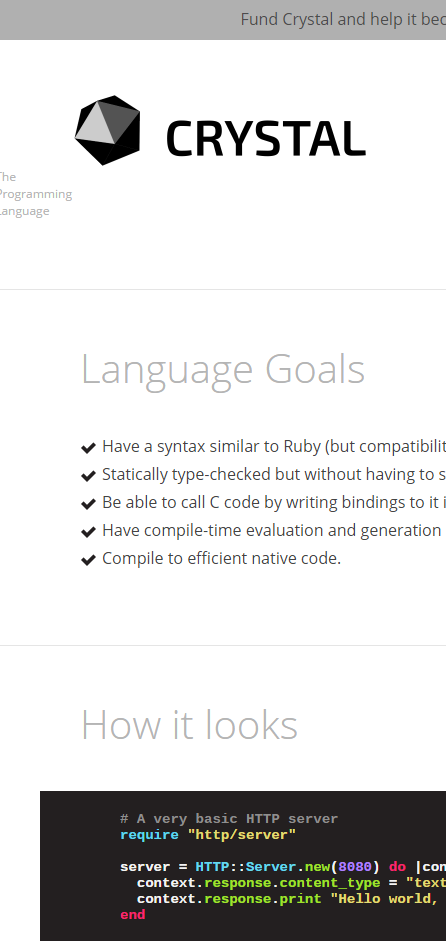 Fund Crystal and help it
CRYSTAL
The
Programming
Language
Language Goals
Have a syntax similar to Ruby (but
Statically type-checked but without having to
Be able to call C code by writing bindings to it
Have compile-time evaluation and generation
Compile to efficient native code.
How it looks
# A very basic HTTP server
require "http/server"
server = HTTP::Server.new(8080) do |con
context.response.content_type = "text
context.response.print "Hello world,
end